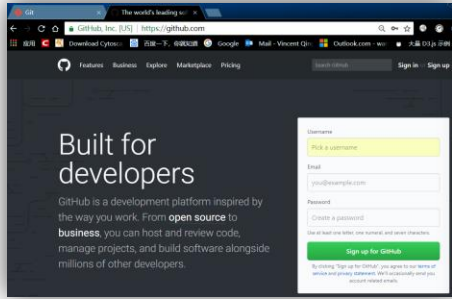 Git
The world's leading sof
GitHub, Inc. [US] | https://github.com
应用
Download Cytosca
百度一下，你就知道
Google
Mail - Vincent Qin
Outlook.com - wa
大量 D3.js 示例
Features Business Explore Marketplace Pricing
Search GitHub
Sign in or Sign up
Built for
developers
GitHub is a development platform inspired by
the way you work. From open source to
business, you can host and review code,
manage projects, and build software alongside
millions of other developers.
Username
Pick a username
Email
you@example.com
Password
Create a password
Use at least one letter, one numeral, and seven characters.
Sign up for GitHub
By clicking "Sign up for GitHub", you agree to our terms of
service and privacy statement. We'll occasionally send you
account related emails.